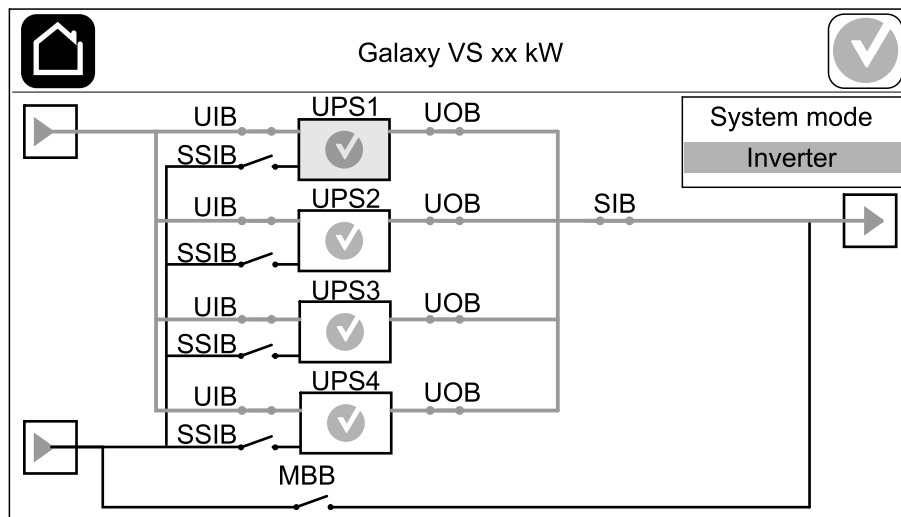 Galaxy VS xx kW
System mode
Inverter
UIB
UPS1
UOB
SSIB
UIB
UPS2
UOB
SIB
SSIB
UIB
UPS3
UOB
SSIB
UIB
UPS4
UOB
SSIB
MBB